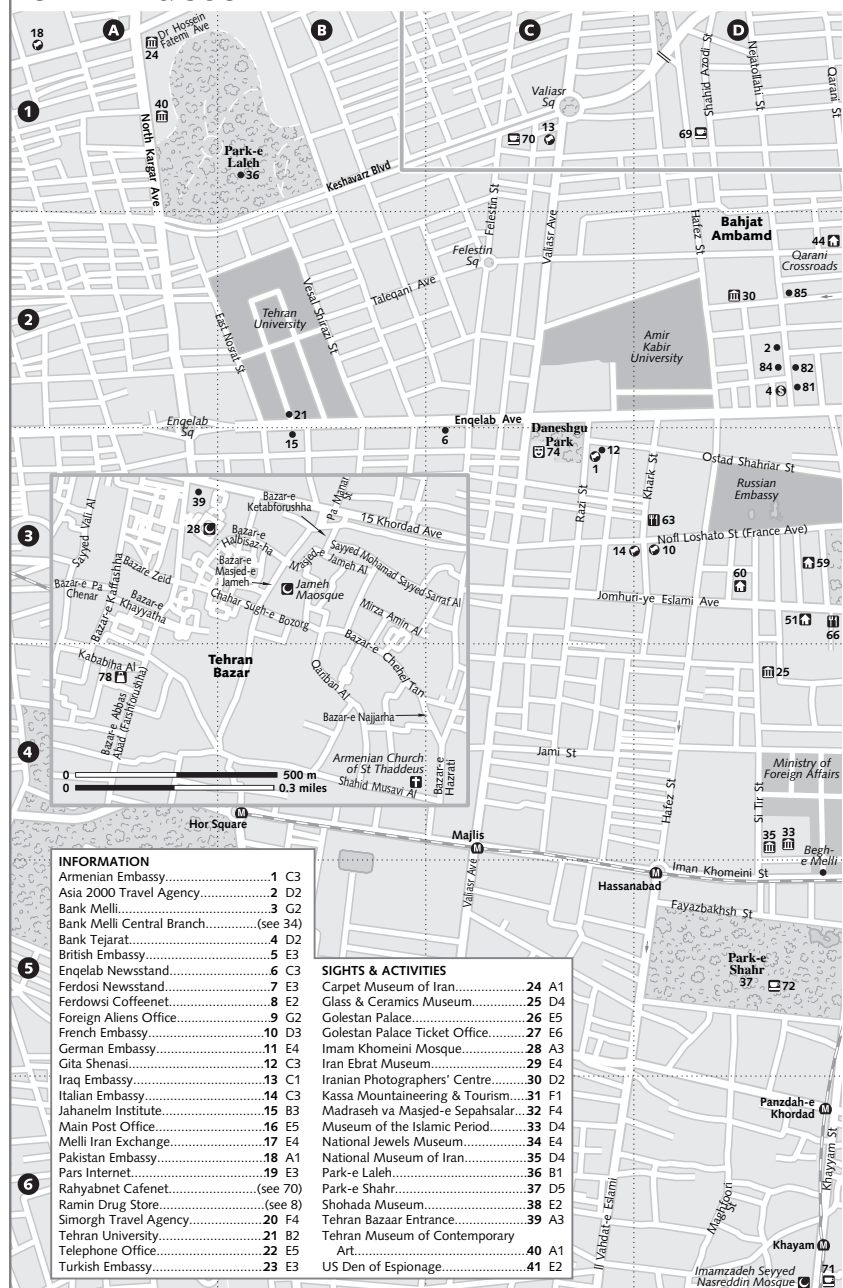 A
B
C
D
18
Dr Hossein
Fatemi Ave
24
1
40
North Kargar Ave
Park-e
Laleh
36
Keshavarz Blvd
Valiasr
Sq
13
70
69
Shahid Azodi St
Nejatollahi St
Qarani St
Felestin St
Valiasr Ave
Hafez St
Bahjat
Ambamd
44
Qarani
Crossroads
Felestin
Sq
2
Tehran
University
Vesal Shirazi St
East Nosrat St
Taleqani Ave
30
85
Amir
Kabir
University
2
84
82
4
81
21
Enqelab
Sq
15
6
Enqelab Ave
Daneshgu
Park
74
12
1
Ostad Shahriar St
Khark St
Razi St
Russian
Embassy
63
Nofl Loshato St (France Ave)
14
10
59
60
Jomhuri-ye Eslami Ave
51
66
25
3
39
28
Bazar-e
Ketabforushha
Pa Manar
St
15 Khordad Ave
Sayyed Vali Al
Bazar-e
Halbisaz-ha
Bazar-e
Masjed-e
Jameh
Masjed-e
Jameh Al
Sayyed Mohamad Sayyed Sarraf Al
Jameh
Maosque
Bazare Zeid
Bazar-e Pa
Chenar
Bazar-e Kaffashha
Bazar-e
Khayyatha
Chahar Sugh-e Bozorg
Mirza Amin Al
Bazar-e Chehel Tan
Kababiha Al
78
Tehran
Bazar
Qariban Al
Bazar-e Abbas
Abad (Farshforushha)
Bazar-e Najjarha
4
Armenian Church
of St Thaddeus
Shahid Musavi Al
Bazar-e
Hazrati
0 500 m
0 0.3 miles
Jami St
Hafez St
Si Tir St
Ministry of
Foreign Affairs
35
33
Begh-
e Melli
Hor Square
Majlis
Hassanabad
Iman Khomeini St
Valiasr Ave
Fayazbakhsh St
5
Park-e
Shahr
37
72
Panzdah-e
Khordad
Khayyam St
6
Il Vahdat-e Eslami
Maghfoori
St
Khayam
71
Imamzadeh Seyyed
Nasreddin Mosque
INFORMATION
Armenian Embassy 1 C3
Asia 2000 Travel Agency 2 D2
Bank Melli 3 G2
Bank Melli Central Branch (see 34)
Bank Tejarat 4 D2
British Embassy 5 E3
Enqelab Newsstand 6 C3
Ferdosi Newsstand 7 E3
Ferdowsi Coffeenet 8 E2
Foreign Aliens Office 9 G2
French Embassy 10 D3
German Embassy 11 E4
Gita Shenasi 12 C3
Iraq Embassy 13 C1
Italian Embassy 14 C3
Jahanelm Institute 15 B3
Main Post Office 16 E5
Melli Iran Exchange 17 E4
Pakistan Embassy 18 A1
Pars Internet 19 E3
Rahyabnet Cafenet (see 70)
Ramin Drug Store (see 8)
Simorgh Travel Agency 20 F4
Tehran University 21 B2
Telephone Office 22 E5
Turkish Embassy 23 E3
SIGHTS & ACTIVITIES
Carpet Museum of Iran 24 A1
Glass & Ceramics Museum 25 D4
Golestan Palace 26 E5
Golestan Palace Ticket Office 27 E6
Imam Khomeini Mosque 28 A3
Iran Ebrat Museum 29 E4
Iranian Photographers' Centre 30 D2
Kassa Mountaineering & Tourism 31 F1
Madraseh va Masjed-e Sepahsalar 32 F4
Museum of the Islamic Period 33 D4
National Jewels Museum 34 E4
National Museum of Iran 35 D4
Park-e Laleh 36 B1
Park-e Shahr 37 D5
Shohada Museum 38 E2
Tehran Bazaar Entrance 39 A3
Tehran Museum of Contemporary
Art 40 A1
US Den of Espionage 41 E2